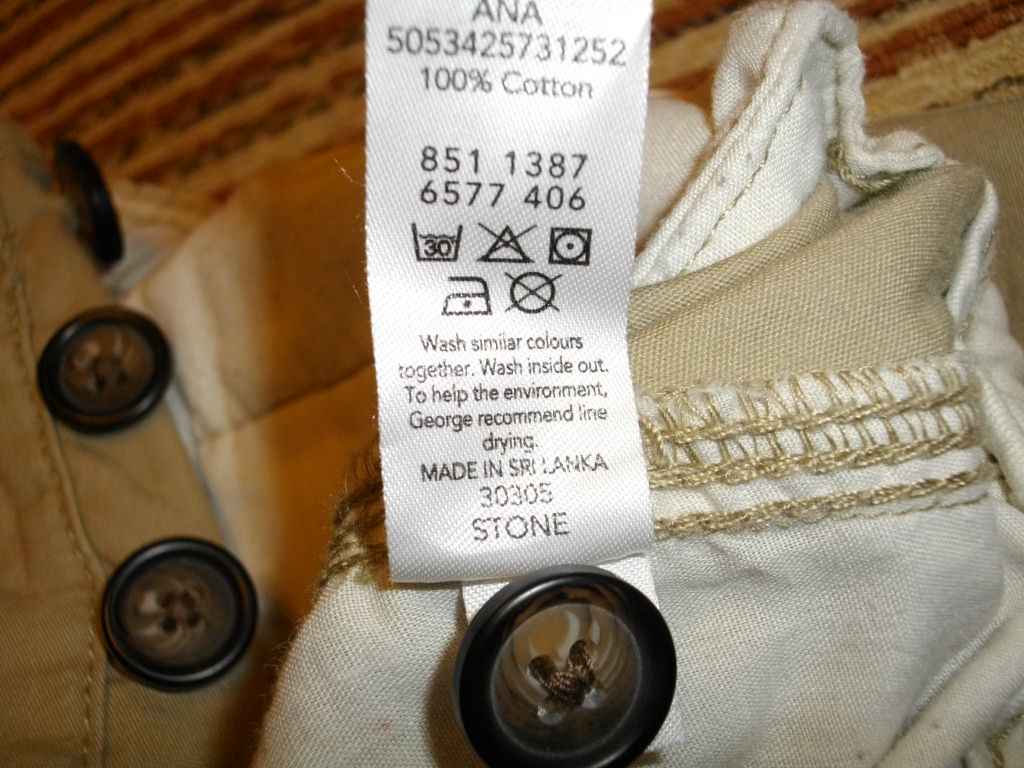 ANA
5053425731252
100% Cotton
851 1387
6577 406
30
Wash similar colours
together. Wash inside out.
To help the environment,
George recommend line
drying.
MADE IN SRI LANKA
30305
STONE